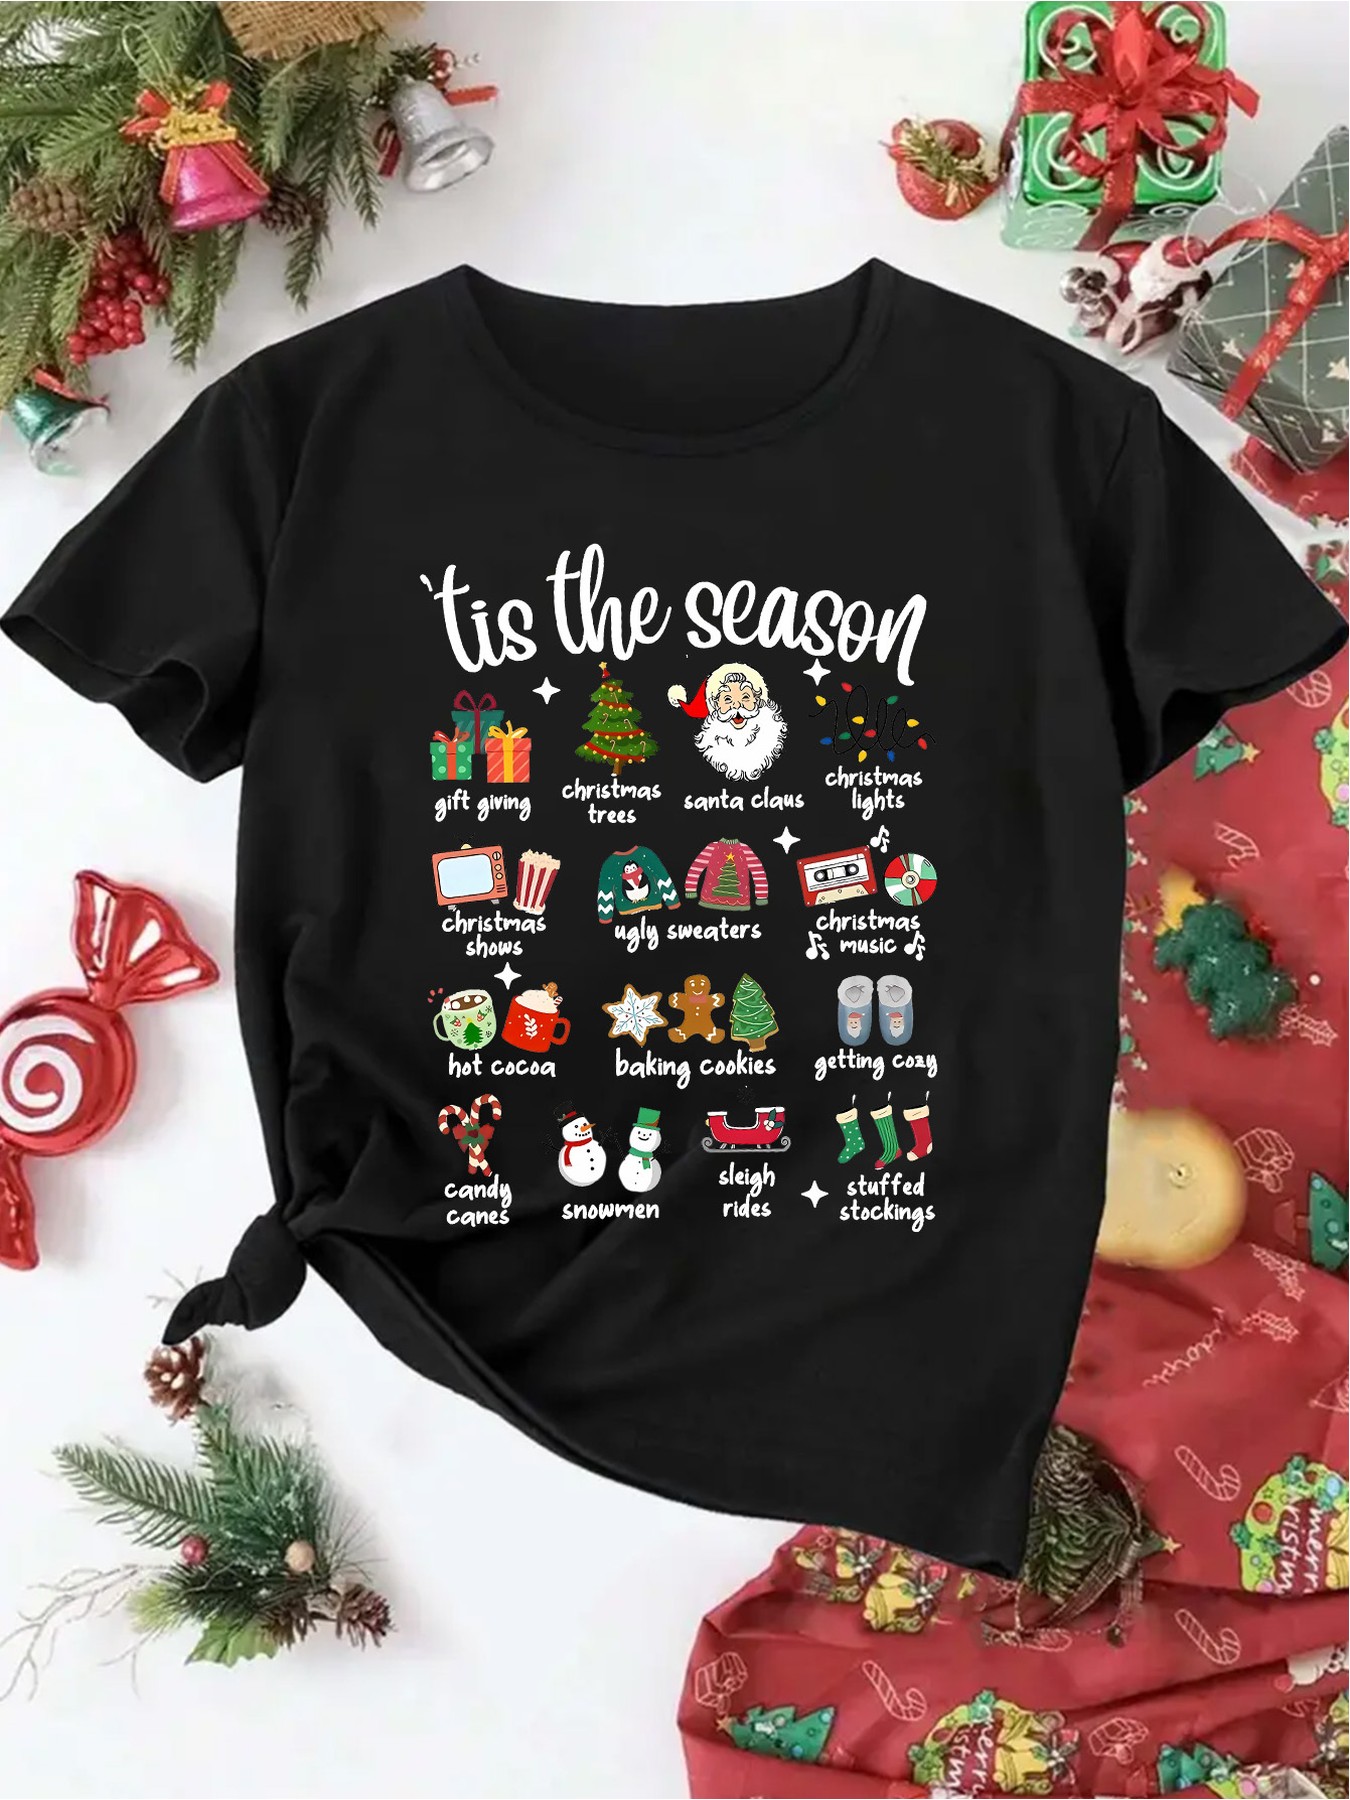 'tis the season
gift giving
christmas
trees
santa claus
christmas
lights
christmas
shows
ugly sweaters
christmas
music
hot cocoa
baking cookies
getting cozy
candy
canes
snowmen
sleigh
rides
stuffed
stockings
merry